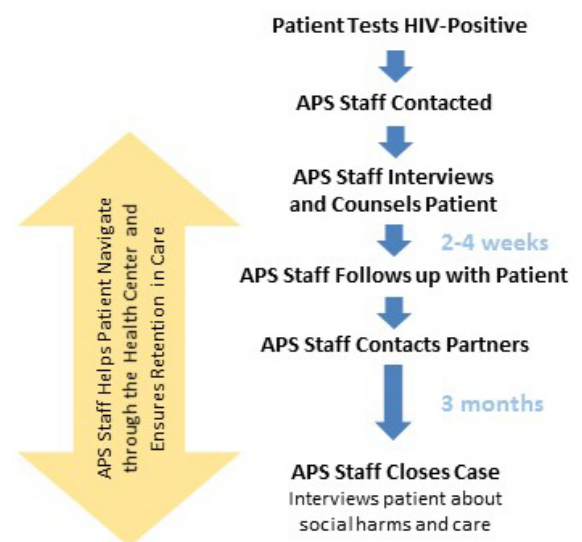 Patient Tests HIV-Positive
APS Staff Contacted
APS Staff Interviews
and Counsels Patient
2-4 weeks
APS Staff Follows up with Patient
APS Staff Contacts Partners
3 months
APS Staff Closes Case
Interviews patient about
social harms and care
APS Staff Helps Patient Navigate
through the Health Center and
Ensures Retention in Care